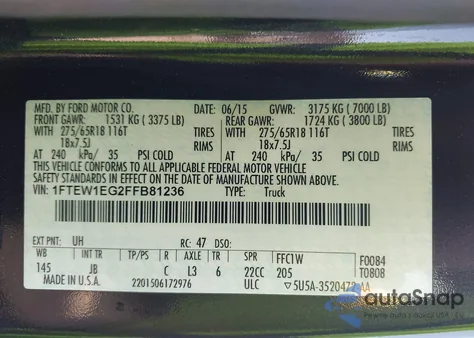 MFD. BY FORD MOTOR CO. DATE: 06/15 GVWR: 3175 KG ( 7000 LB)
FRONT GAWR: 1531 KG ( 3375 LB) REAR GAWR: 1724 KG ( 3800 LB)
WITH 275/65R18 116T TIRES WITH 275/65R18 116T TIRES
18x7.5J RIMS 18x7.5J RIMS
AT 240 kPa/ 35 PSI COLD AT 240 kPa/ 35 PSI COLD
THIS VEHICLE CONFORMS TO ALL APPLICABLE FEDERAL MOTOR VEHICLE
SAFETY STANDARDS IN EFFECT ON THE DATE OF MANUFACTURE SHOWN ABOVE.
VIN: 1FTEW1EG2FFB81236 TYPE: Truck
EXT PNT: UH RC: 47 DSO:
WB INT TR TP/PS R AX TR SPR FFC1W F0084
145 JB C L3 6 22CC 205 T0808
MADE IN U.S.A. 2201506172976 ULC ▽5U5A-3520472-AA
autoSnap